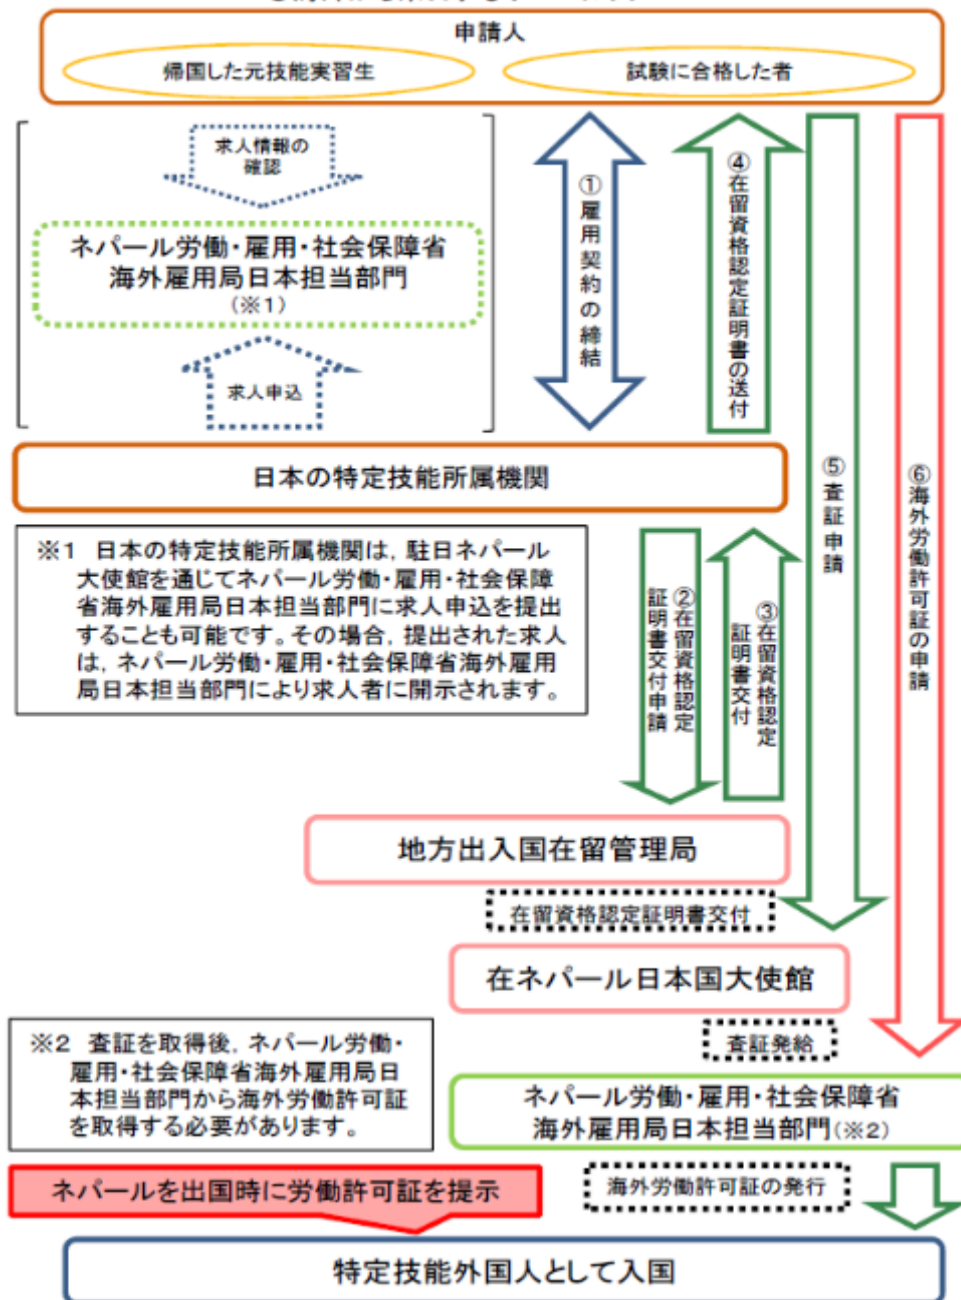 申請人
帰国した元技能実習生
試験に合格した者
求人情報の
確認
ネパール労働・雇用・社会保障省
海外雇用局日本担当部門
(※1)
求人申込
①雇用契約の締結
④在留資格認定証明書の送付
⑤査証申請
⑥海外労働許可証の申請
日本の特定技能所属機関
※1 日本の特定技能所属機関は, 駐日ネパール
大使館を通じてネパール労働・雇用・社会保障
省海外雇用局日本担当部門に求人申込を提出
することも可能です。その場合, 提出された求人
は, ネパール労働・雇用・社会保障省海外雇用
局日本担当部門により求人者に開示されます。
②在留資格認定
証明書交付申請
③在留資格認定
証明書交付
地方出入国在留管理局
在留資格認定証明書交付
在ネパール日本国大使館
査証発給
※2 査証を取得後, ネパール労働・
雇用・社会保障省海外雇用局日
本担当部門から海外労働許可証
を取得する必要があります。
ネパール労働・雇用・社会保障省
海外雇用局日本担当部門(※2)
ネパールを出国時に労働許可証を提示
海外労働許可証の発行
特定技能外国人として入国